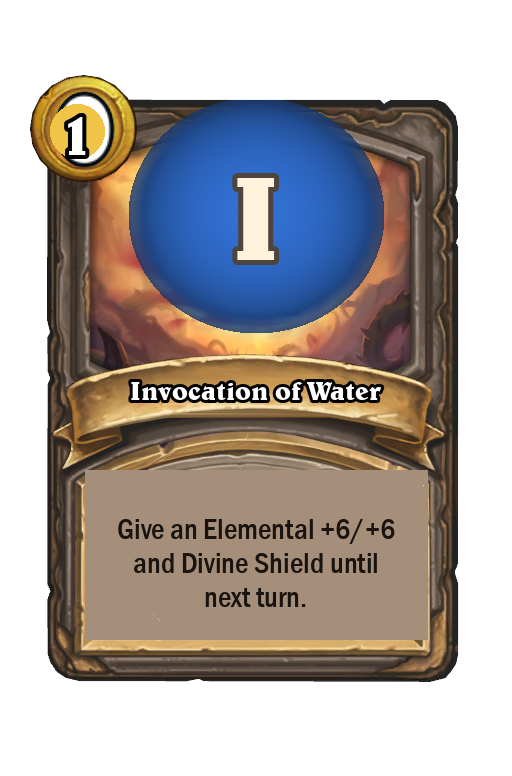 1
I
Invocation of Water
Give an Elemental +6/+6
and Divine Shield until
next turn.